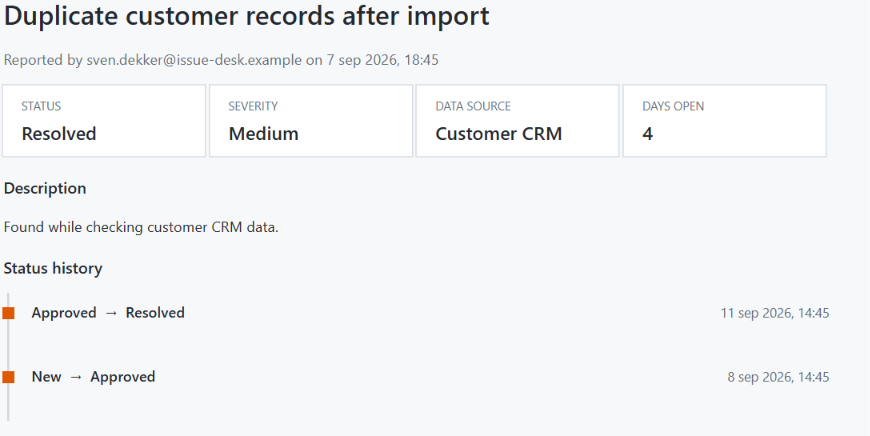 Duplicate customer records after import
Reported by sven.dekker@issue-desk.example on 7 sep 2026, 18:45
STATUS
Resolved
SEVERITY
Medium
DATA SOURCE
Customer CRM
DAYS OPEN
4
Description
Found while checking customer CRM data.
Status history
Approved → Resolved 11 sep 2026, 14:45
New → Approved 8 sep 2026, 14:45